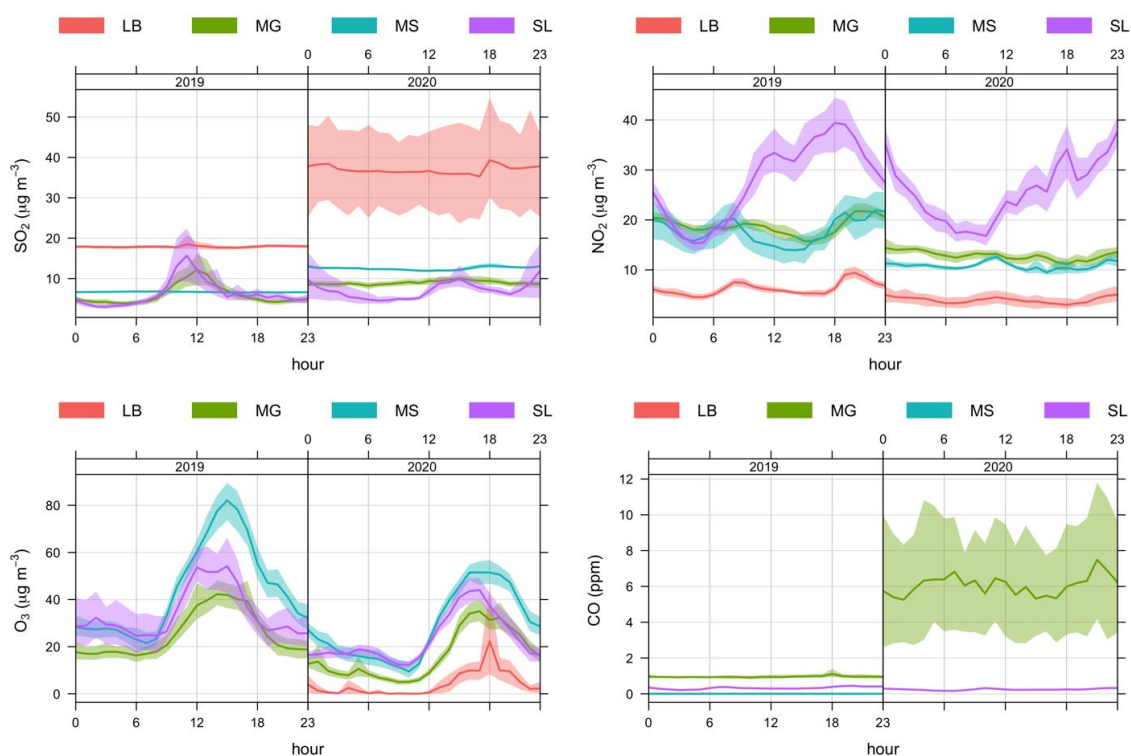 LB MG MS SL
0 6 12 18 23
2019 2020
SO₂ (μg m⁻³)
50
40
30
20
10
0 6 12 18 23
hour
LB MG MS SL
0 6 12 18 23
2019 2020
NO₂ (μg m⁻³)
40
30
20
10
0 6 12 18 23
hour
LB MG MS SL
0 6 12 18 23
2019 2020
O₃ (μg m⁻³)
80
60
40
20
0
0 6 12 18 23
hour
LB MG MS SL
0 6 12 18 23
2019 2020
CO (ppm)
12
10
8
6
4
2
0
0 6 12 18 23
hour